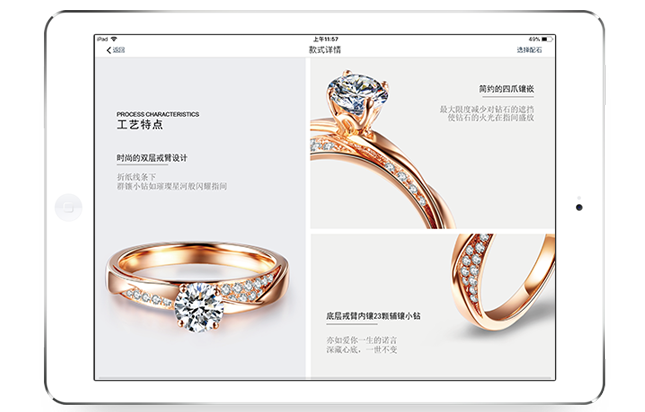 iPad
上午11:57
49%
返回
款式详情
选择配石
PROCESS CHARACTERISTICS
工艺特点
时尚的双层戒臂设计
折纸线条下
群镶小钻如璀璨星河般闪耀指间
简约的四爪镶嵌
最大限度减少对钻石的遮挡
使钻石的火光在指间盛放
底层戒臂内镶23颗铺镶小钻
亦如爱你一生的诺言
深藏心底，一世不变